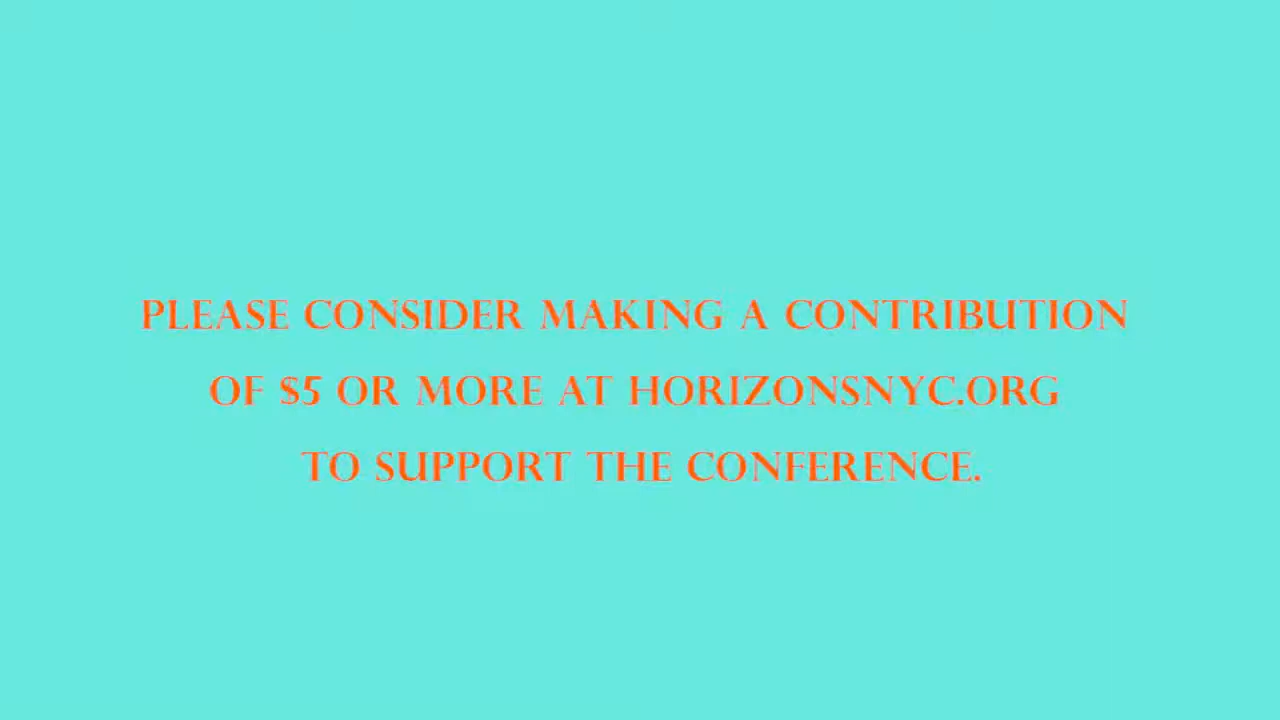 PLEASE CONSIDER MAKING A CONTRIBUTION
OF $5 OR MORE AT HORIZONSNYC.ORG
TO SUPPORT THE CONFERENCE.